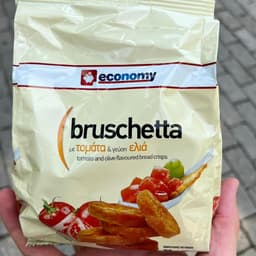 economy
bruschetta
με τομάτα & γεύση ελιά
tomato and olive flavoured bread crisps